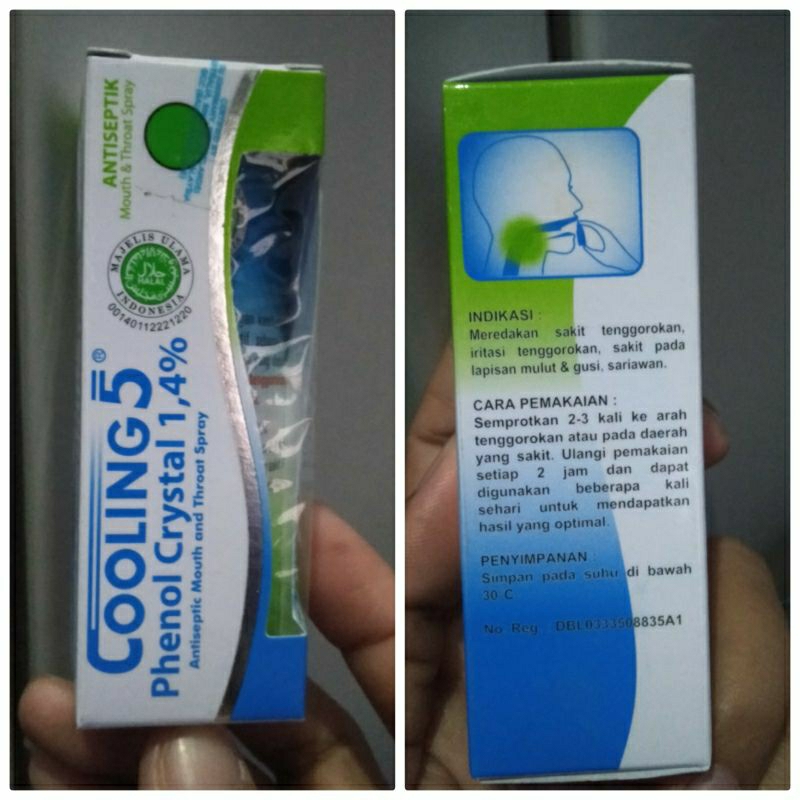 ANTISEPTIK
Mouth & Throat Spray
MAJELIS ULAMA
حلال
HALAL
INDONESIA
00140112221220
COOLING 5®
Phenol Crystal 1,4%
Antiseptic Mouth and Throat Spray
INDIKASI :
Meredakan sakit tenggorokan,
iritasi tenggorokan, sakit pada
lapisan mulut & gusi, sariawan.
CARA PEMAKAIAN :
Semprotkan 2-3 kali ke arah
tenggorokan atau pada daerah
yang sakit. Ulangi pemakaian
setiap 2 jam dan dapat
digunakan beberapa kali
sehari untuk mendapatkan
hasil yang optimal.
PENYIMPANAN :
Simpan pada suhu di bawah
30 C
No Reg DBL0333508835A1